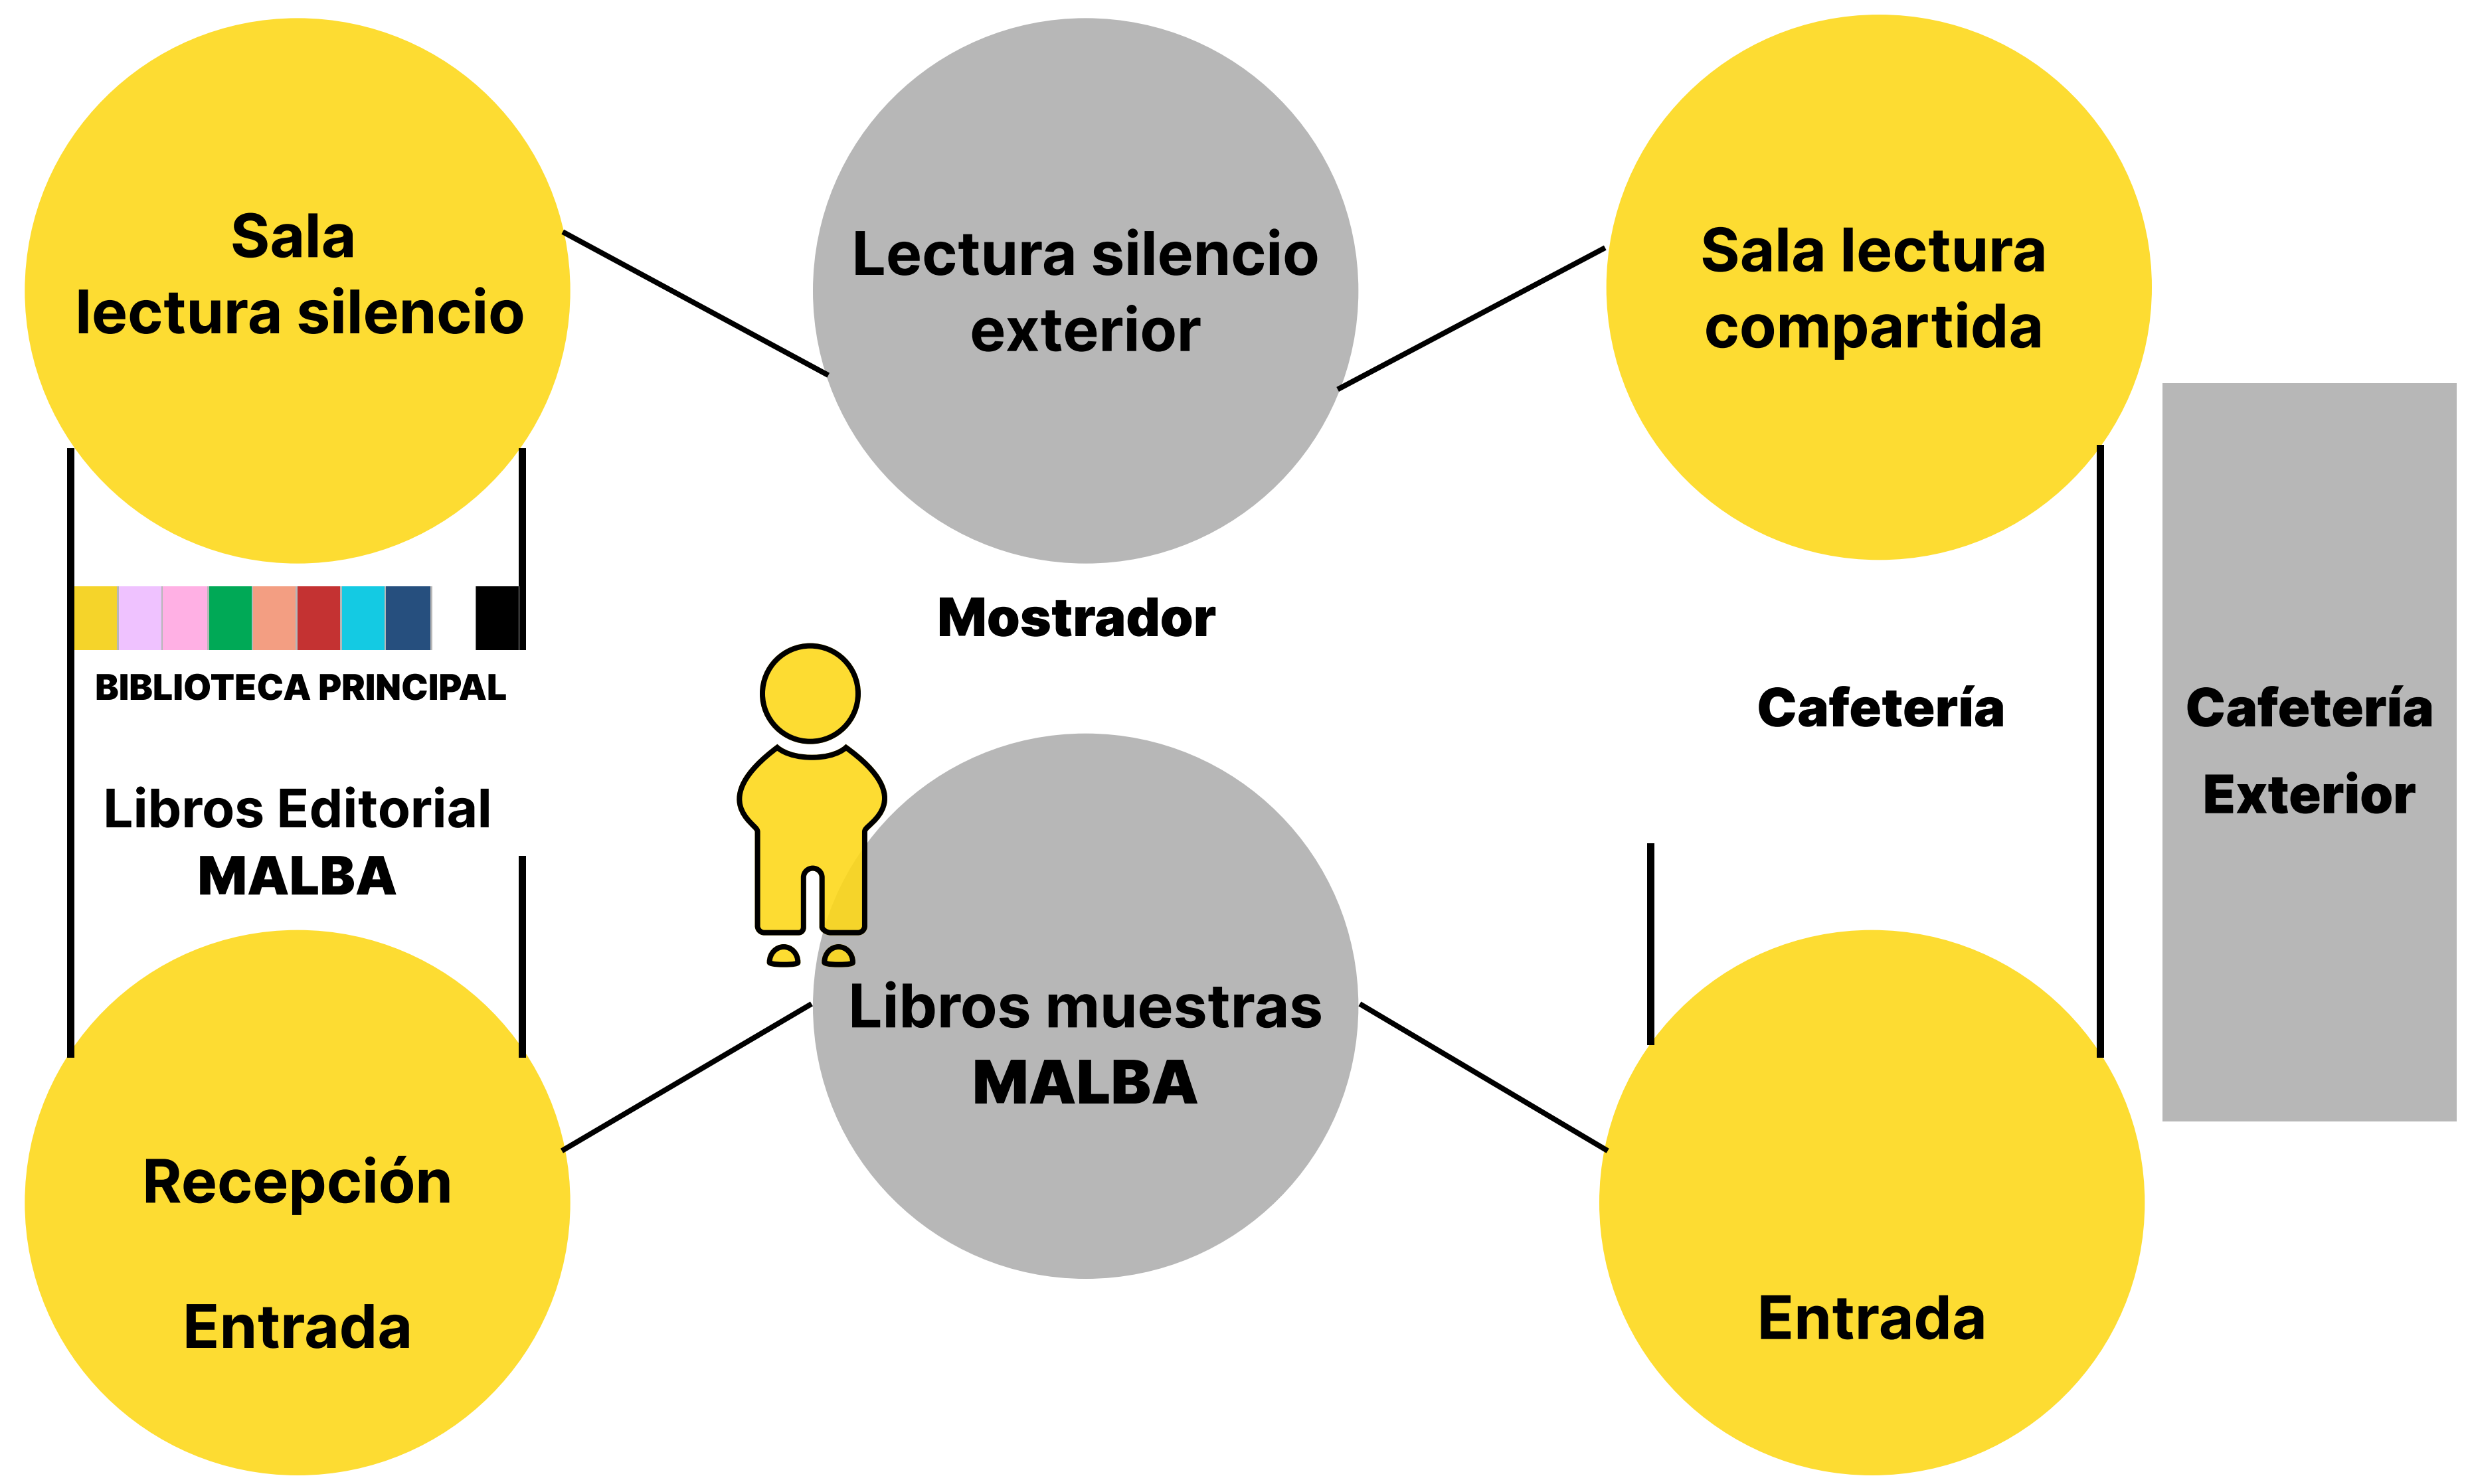 Sala
lectura silencio
Lectura silencio
exterior
Sala lectura
compartida
Mostrador
BIBLIOTECA PRINCIPAL
Libros Editorial
MALBA
Cafetería
Cafetería
Exterior
Libros muestras
MALBA
Recepción
Entrada
Entrada